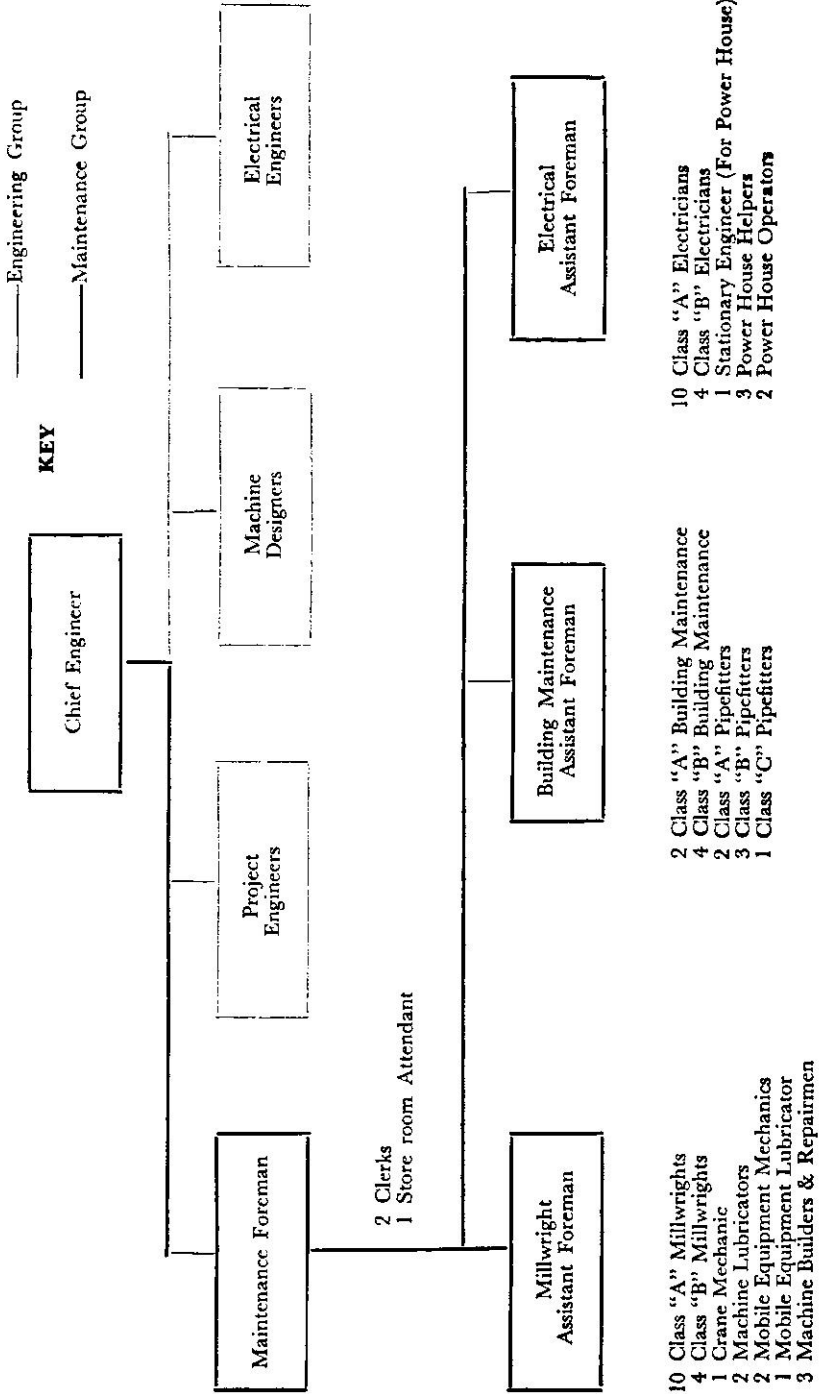 KEY
Engineering Group
Maintenance Group
Chief Engineer
Maintenance Foreman
Project
Engineers
Machine
Designers
Electrical
Engineers
2 Clerks
1 Store room Attendant
Millwright
Assistant Foreman
Building Maintenance
Assistant Foreman
Electrical
Assistant Foreman
10 Class “A” Millwrights
4 Class “B” Millwrights
1 Crane Mechanic
2 Machine Lubricators
2 Mobile Equipment Mechanics
1 Mobile Equipment Lubricator
3 Machine Builders & Repairmen
2 Class “A” Building Maintenance
4 Class “B” Building Maintenance
2 Class “A” Pipefitters
3 Class “B” Pipefitters
1 Class “C” Pipefitters
10 Class “A” Electricians
4 Class “B” Electricians
1 Stationary Engineer (For Power House)
3 Power House Helpers
2 Power House Operators